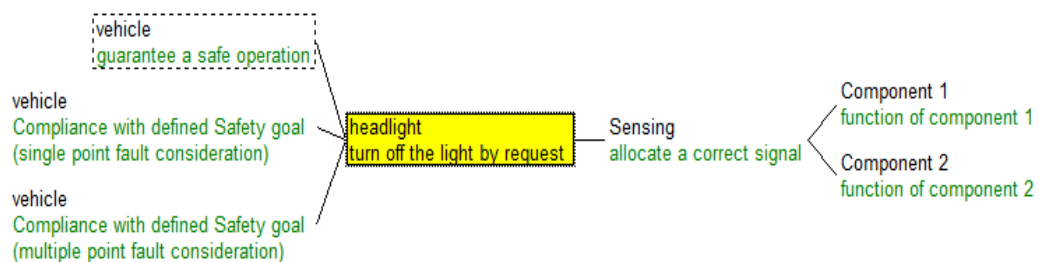 vehicle
guarantee a safe operation
vehicle
Compliance with defined Safety goal
(single point fault consideration)
vehicle
Compliance with defined Safety goal
(multiple point fault consideration)
headlight
turn off the light by request
Sensing
allocate a correct signal
Component 1
function of component 1
Component 2
function of component 2